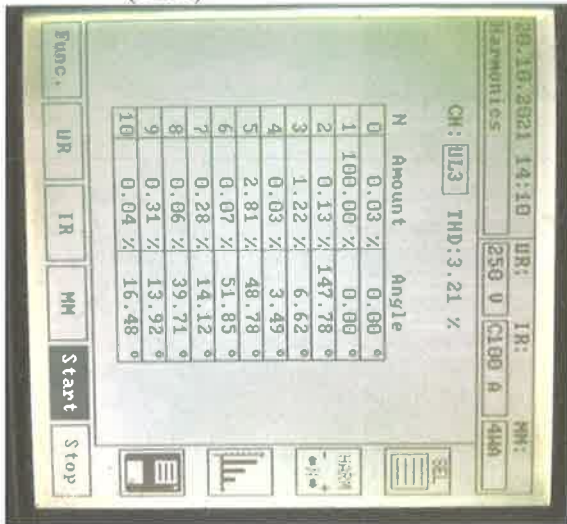 20.10.2021 14:10 UR: IR: MM:
Harmonics 250 V C100 A 4WA
CH: UL3 THD:3.21 %
SEL
N Amount Angle
0 0.03 % 0.00 °
1 100.00 % 0.00 °
2 0.13 % 147.78 °
3 1.22 % 6.62 °
4 0.03 % 3.49 °
5 2.81 % 48.78 °
6 0.07 % 51.85 °
7 0.28 % 14.12 °
8 0.06 % 39.71 °
9 0.31 % 13.92 °
10 0.04 % 16.48 °
HARM
- +
Func. UR IR MM Start Stop